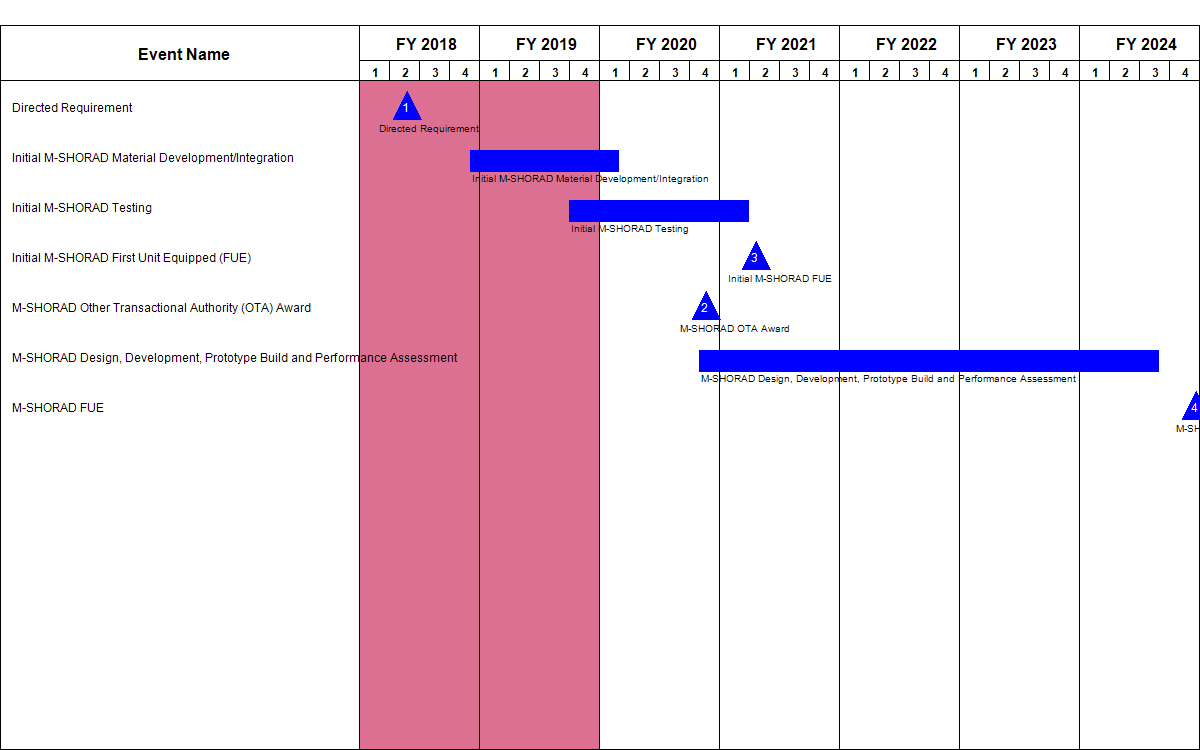 Event Name
FY 2018 FY 2019 FY 2020 FY 2021 FY 2022 FY 2023 FY 2024
1 2 3 4 1 2 3 4 1 2 3 4 1 2 3 4 1 2 3 4 1 2 3 4 1 2 3 4
Directed Requirement
1
Directed Requirement
Initial M-SHORAD Material Development/Integration
Initial M-SHORAD Material Development/Integration
Initial M-SHORAD Testing
Initial M-SHORAD Testing
Initial M-SHORAD First Unit Equipped (FUE)
3
Initial M-SHORAD FUE
M-SHORAD Other Transactional Authority (OTA) Award
2
M-SHORAD OTA Award
M-SHORAD Design, Development, Prototype Build and Performance Assessment
M-SHORAD Design, Development, Prototype Build and Performance Assessment
M-SHORAD FUE
4
M-SH